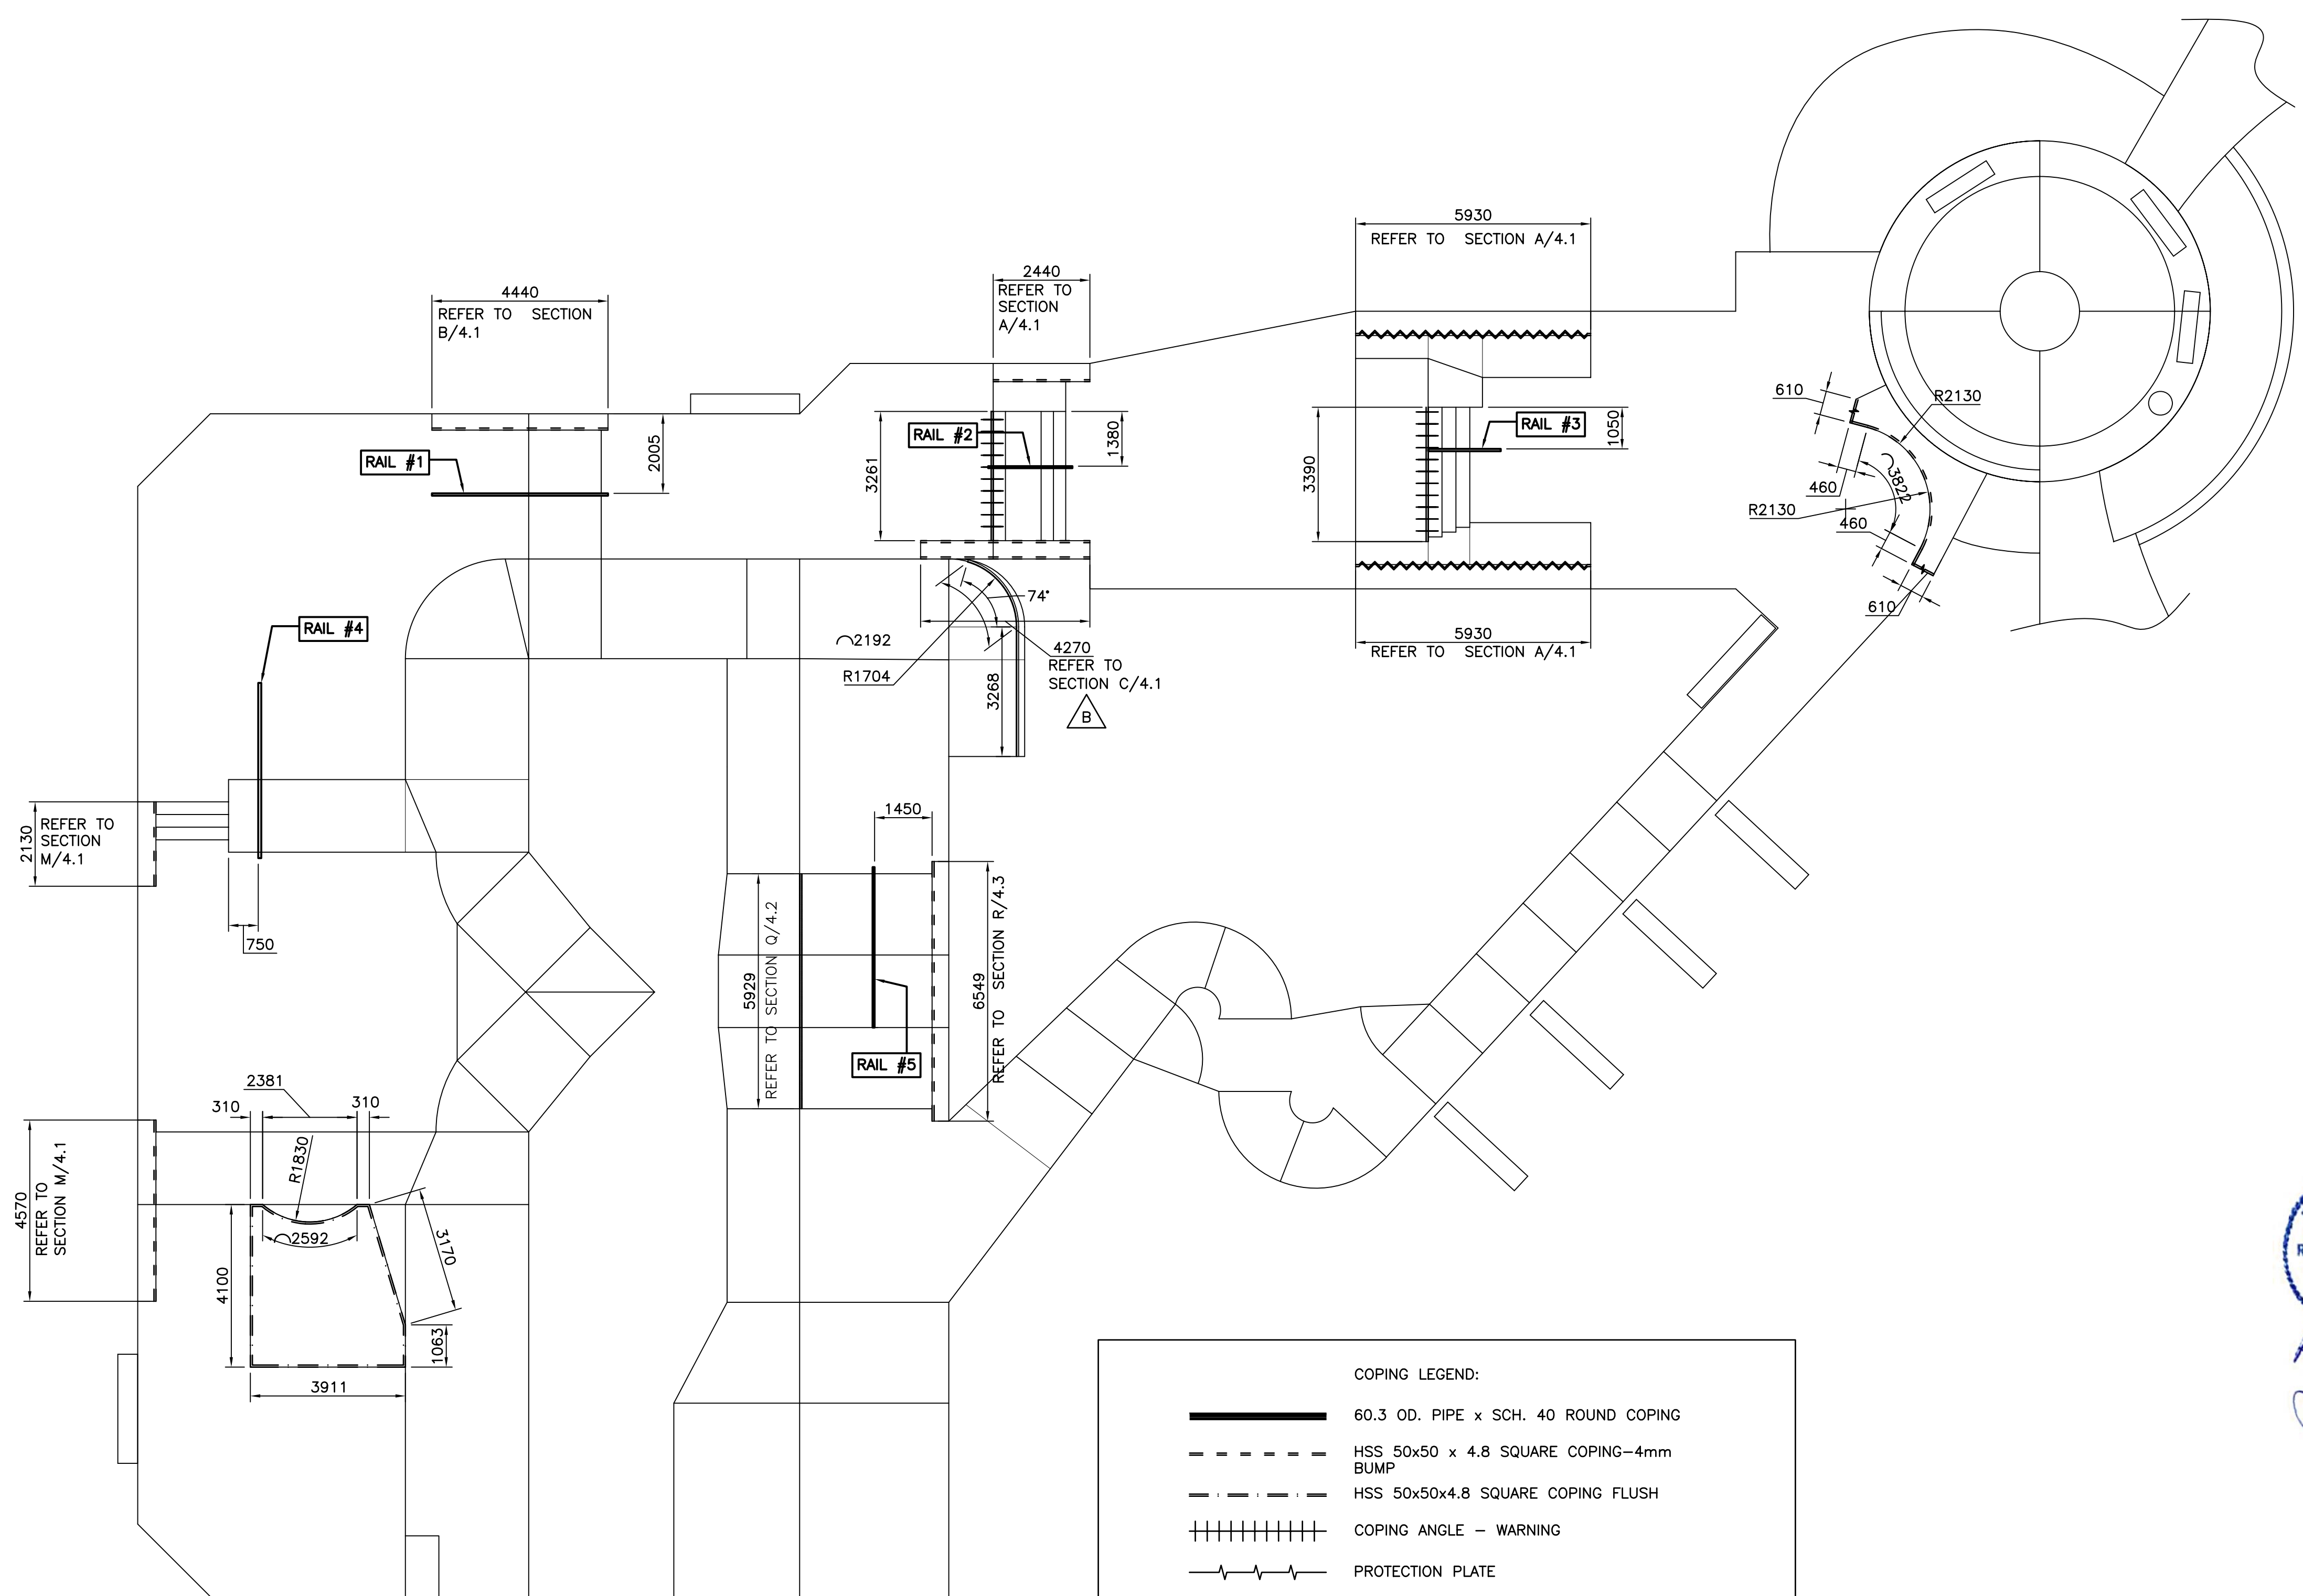 5930
REFER TO SECTION A/4.1
2440
REFER TO
SECTION
A/4.1
4440
REFER TO SECTION
B/4.1
610
R2130
RAIL #1
2005
3261
RAIL #2
1380
3390
RAIL #3
1050
460
3822
R2130
460
610
RAIL #4
74°
2192
R1704
3268
4270
REFER TO
SECTION C/4.1
B
5930
REFER TO SECTION A/4.1
2130
REFER TO
SECTION
M/4.1
750
1450
5929
REFER TO SECTION Q/4.2
6549
REFER TO SECTION R/4.3
RAIL #5
2381
310
310
R1830
2592
4570
REFER TO
SECTION M/4.1
4100
3170
1063
3911
COPING LEGEND:
60.3 OD. PIPE x SCH. 40 ROUND COPING
HSS 50x50 x 4.8 SQUARE COPING-4mm
BUMP
HSS 50x50x4.8 SQUARE COPING FLUSH
COPING ANGLE - WARNING
PROTECTION PLATE